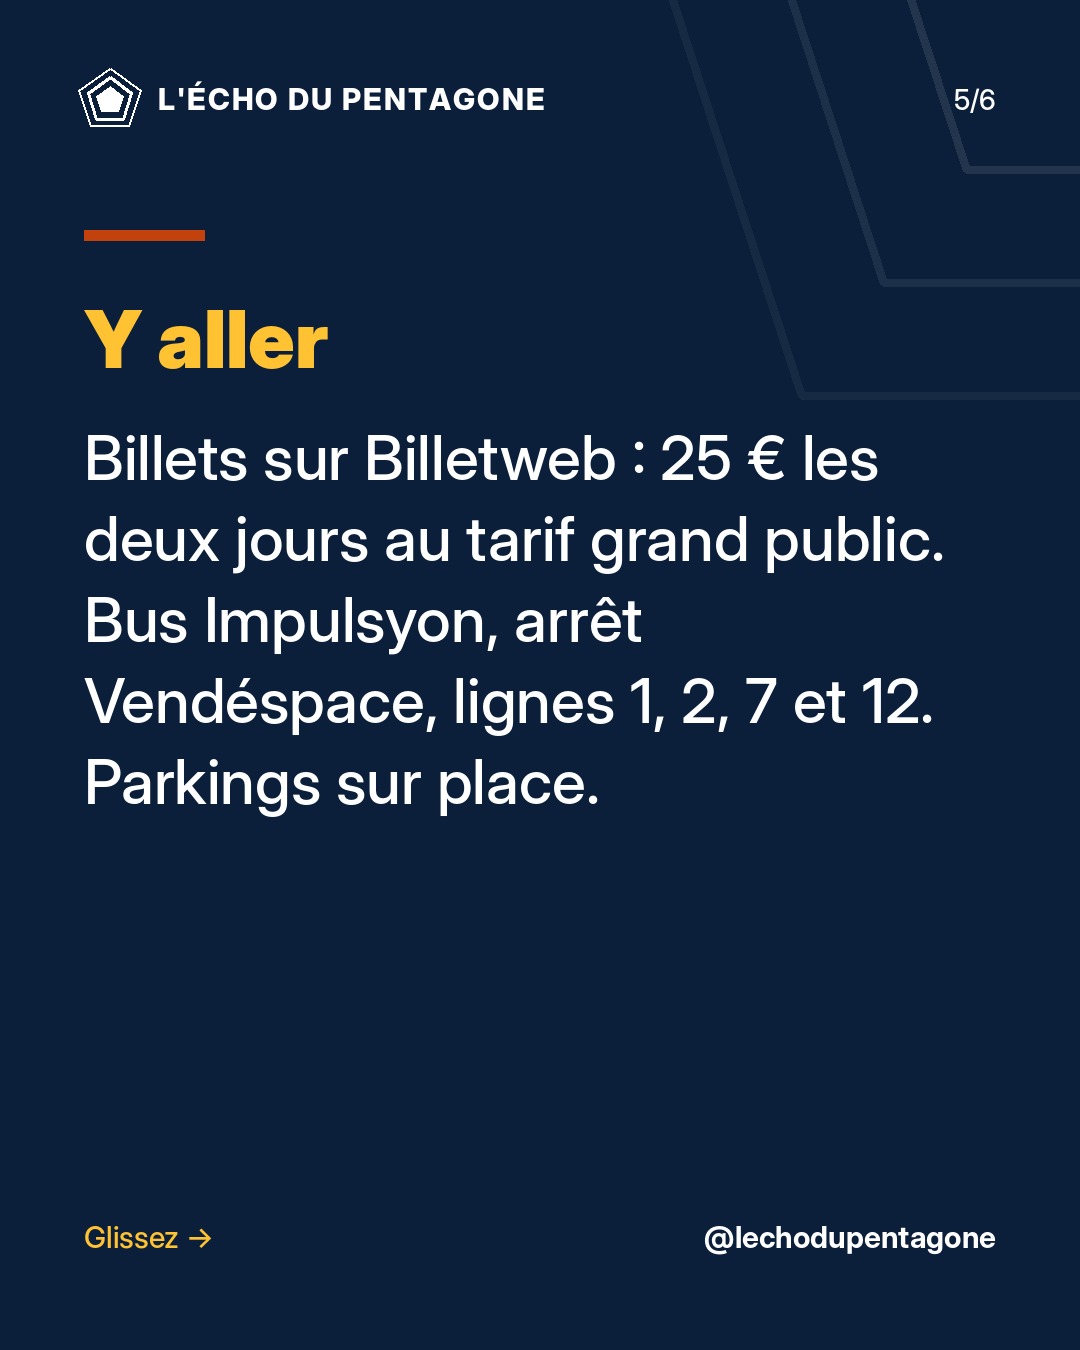 L'ÉCHO DU PENTAGONE
5/6
Y aller
Billets sur Billetweb : 25 € les
deux jours au tarif grand public.
Bus Impulsyon, arrêt
Vendéspace, lignes 1, 2, 7 et 12.
Parkings sur place.
Glissez →
@lechodupentagone